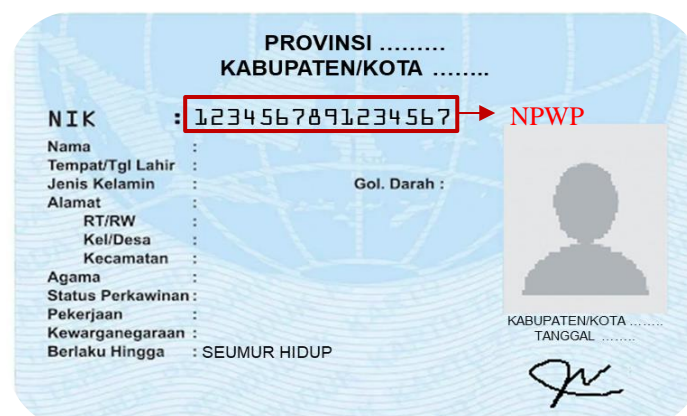 PROVINSI .........
KABUPATEN/KOTA ........
NIK : 1234567891234567 NPWP
Nama :
Tempat/Tgl Lahir :
Jenis Kelamin : Gol. Darah :
Alamat :
RT/RW :
Kel/Desa :
Kecamatan :
Agama :
Status Perkawinan :
Pekerjaan :
Kewarganegaraan :
Berlaku Hingga : SEUMUR HIDUP
KABUPATEN/KOTA ........
TANGGAL ........